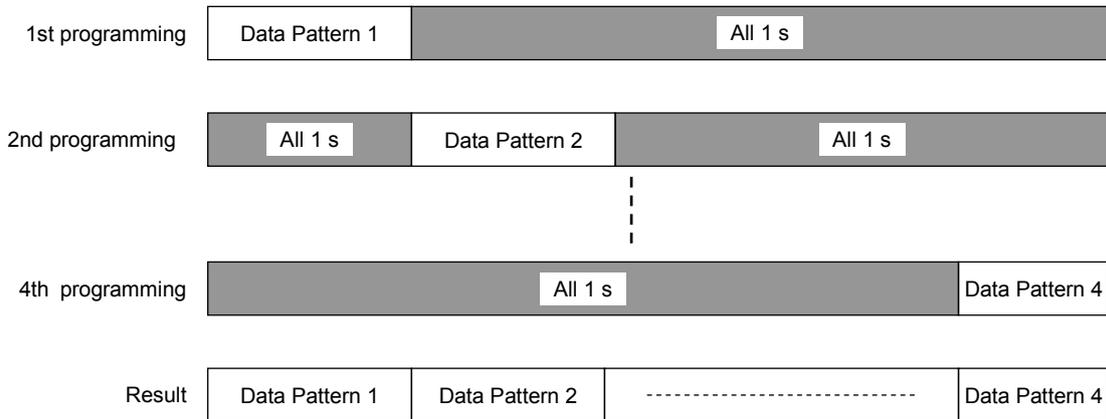 1st programming Data Pattern 1 All 1 s
2nd programming All 1 s Data Pattern 2 All 1 s
4th programming All 1 s Data Pattern 4
Result Data Pattern 1 Data Pattern 2 Data Pattern 4